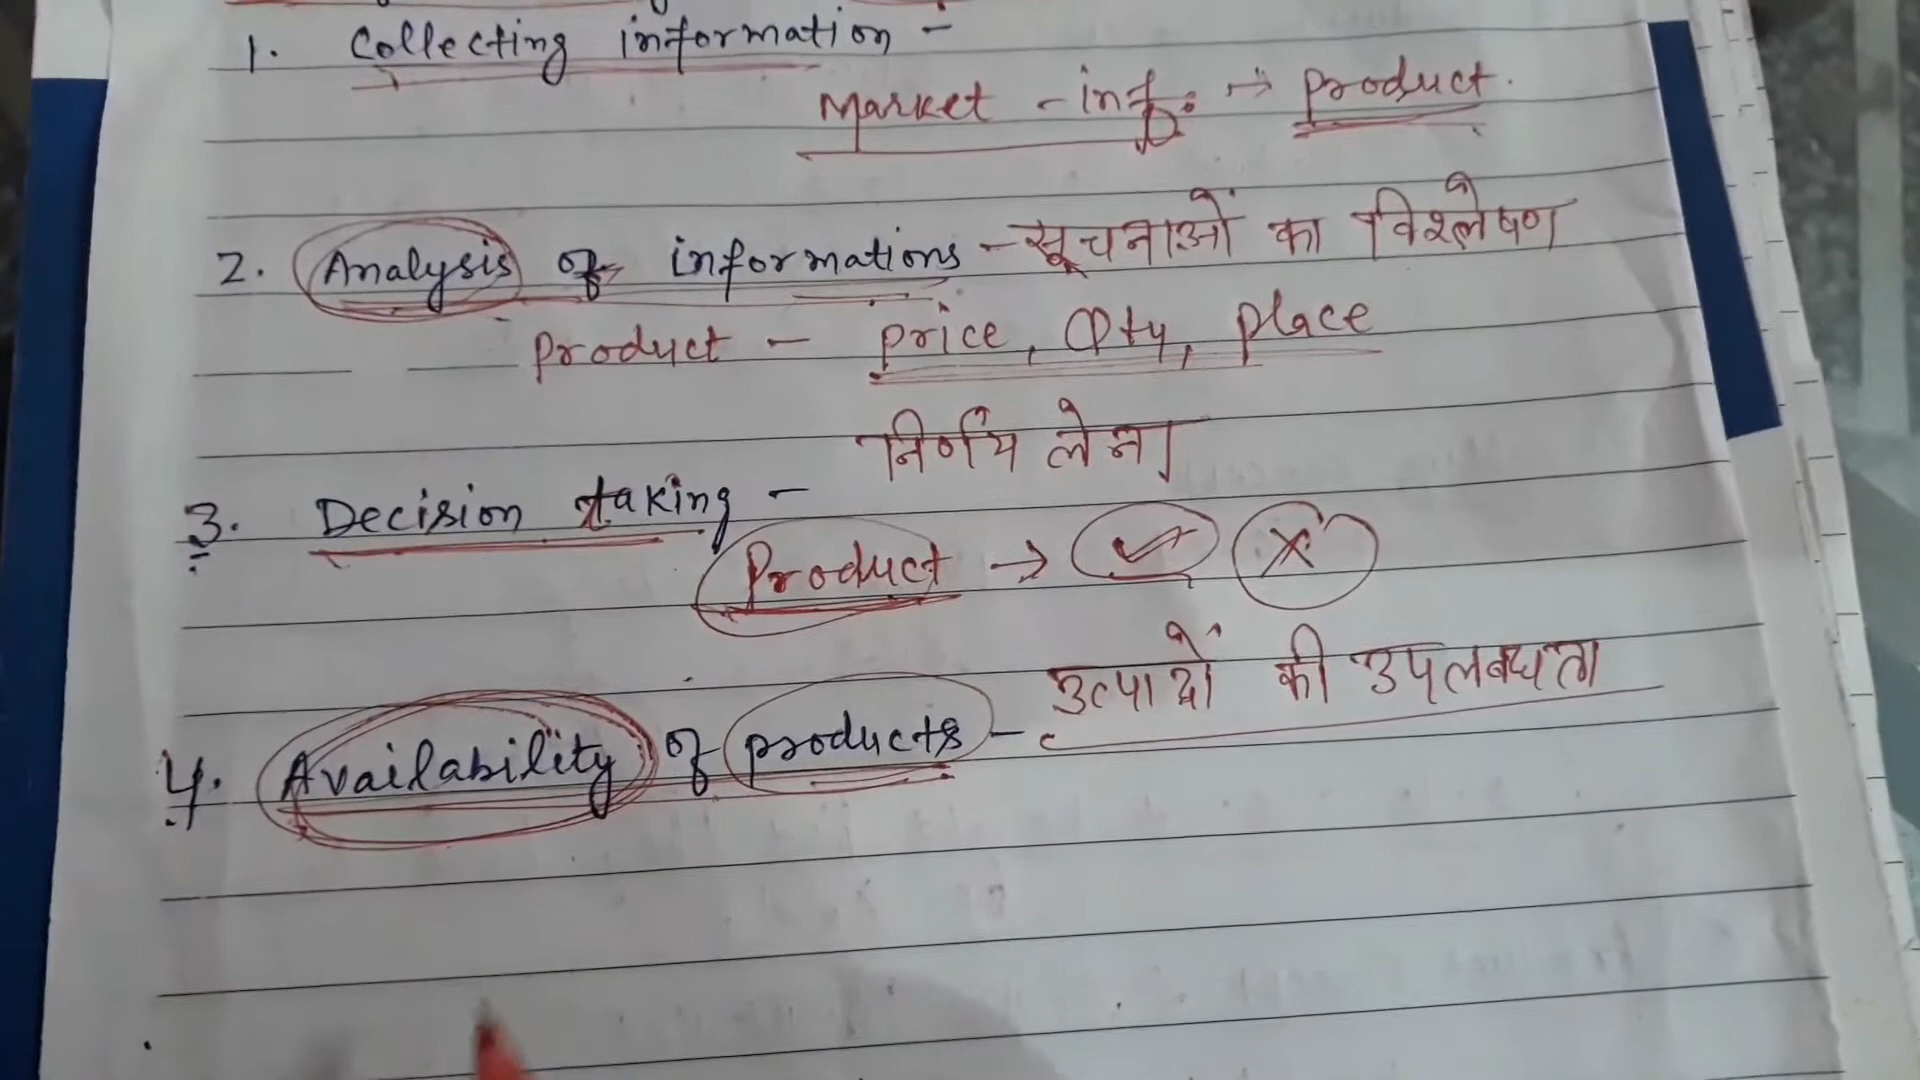 1. Collecting information -
Market - inf. → Product.
2. Analysis of informations - सूचनाओं का विश्लेषण
Product - Price, Qty, Place
निर्णय लेना
3. Decision taking -
Product → ✓ X
4. Availability of products - उत्पादों की उपलब्धता